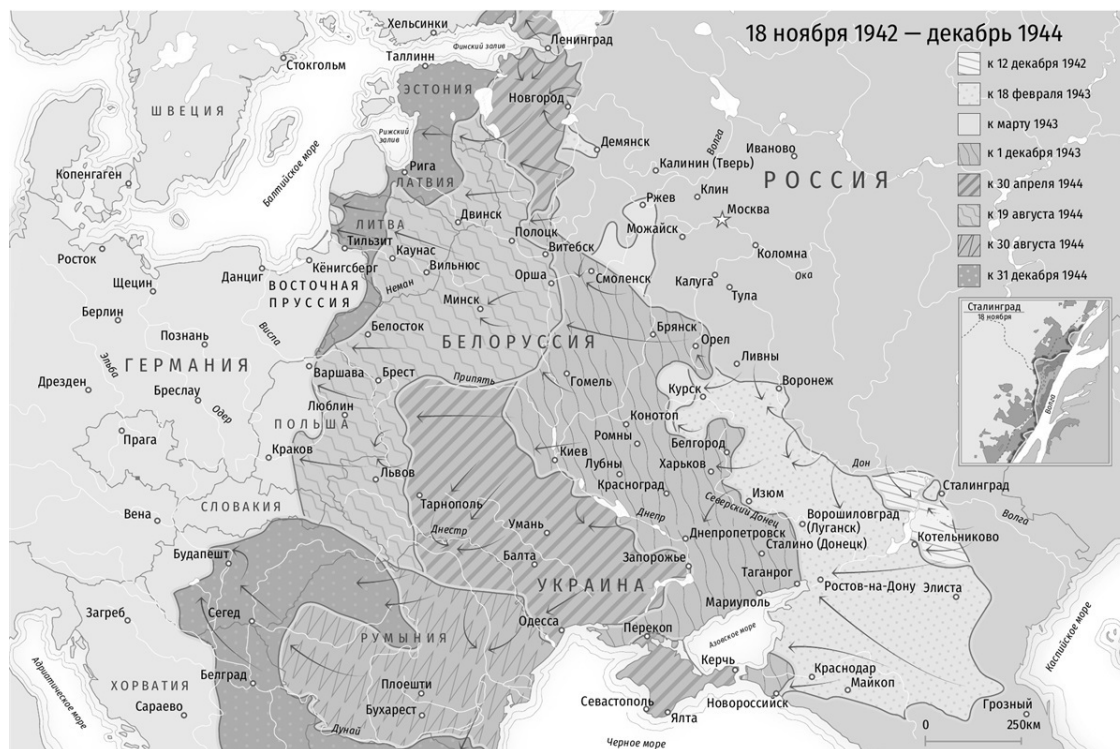 18 ноября 1942 — декабрь 1944
к 12 декабря 1942
к 18 февраля 1943
к марту 1943
к 1 декабря 1943
к 30 апреля 1944
к 19 августа 1944
к 30 августа 1944
к 31 декабря 1944
Хельсинки
Финский залив
Ленинград
Стокгольм
Таллинн
ЭСТОНИЯ
Новгород
ШВЕЦИЯ
Рижский
залив
Демянск
Волга
Иваново
Калинин (Тверь)
РОССИЯ
Балтийское море
Копенгаген
Рига
ЛАТВИЯ
Клин
Ржев
Москва
Двинск
ЛИТВА
Полоцк
Можайск
Тильзит
Каунас
Витебск
Коломна
Росток
Данциг
Кёнигсберг
Вильнюс
Орша
Смоленск
Калуга
Ока
ВОСТОЧНАЯ
ПРУССИЯ
Неман
Щецин
Тула
Минск
Сталинград
18 ноября
Волга
Берлин
Висла
Познань
Белосток
БЕЛОРУССИЯ
Брянск
Орел
Эльба
ГЕРМАНИЯ
Варшава
Ливны
Дрезден
Брест
Припять
Гомель
Курск
Воронеж
Бреслау
Одер
Люблин
ПОЛЬША
Конотоп
Прага
Ромны
Белгород
Краков
Киев
Лубны
Харьков
Дон
Львов
Красноград
Сталинград
Тарнополь
Изюм
СЛОВАКИЯ
Вена
Днепр
Северский Донец
Волга
Днестр
Умань
Ворошиловград
(Луганск)
Днепропетровск
Котельниково
Будапешт
Балта
Запорожье
Сталино (Донецк)
УКРАИНА
Таганрог
Ростов-на-Дону
Элиста
Мариуполь
Загреб
Сегед
Одесса
РУМЫНИЯ
Перекоп
Азовское море
Каспийское море
Адриатическое море
Керчь
Белград
ХОРВАТИЯ
Плоешти
Краснодар
Майкоп
Сараево
Бухарест
Севастополь
Новороссийск
Ялта
Грозный
Дунай
Черное море
0
250км